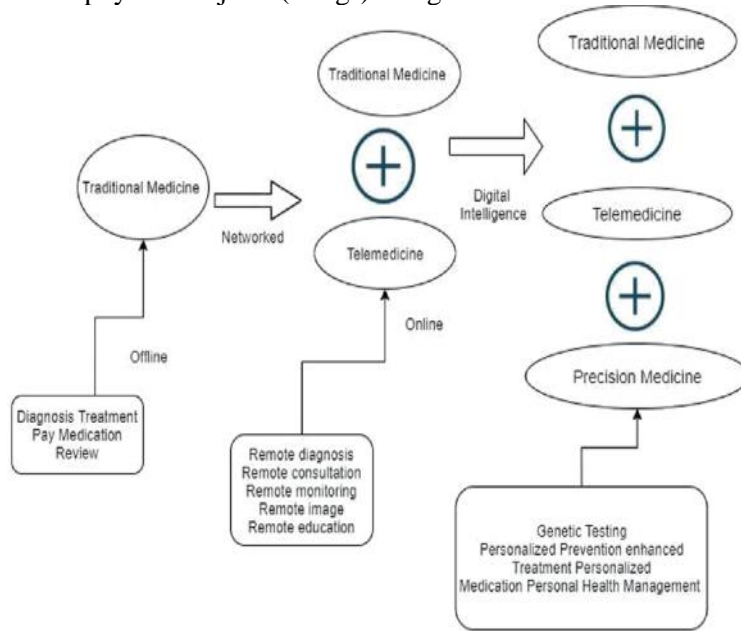 Traditional Medicine
Networked
Offline
Diagnosis Treatment
Pay Medication
Review
Traditional Medicine
Telemedicine
Online
Remote diagnosis
Remote consultation
Remote monitoring
Remote image
Remote education
Digital
Intelligence
Traditional Medicine
Telemedicine
Precision Medicine
Genetic Testing
Personalized Prevention enhanced
Treatment Personalized
Medication Personal Health Management